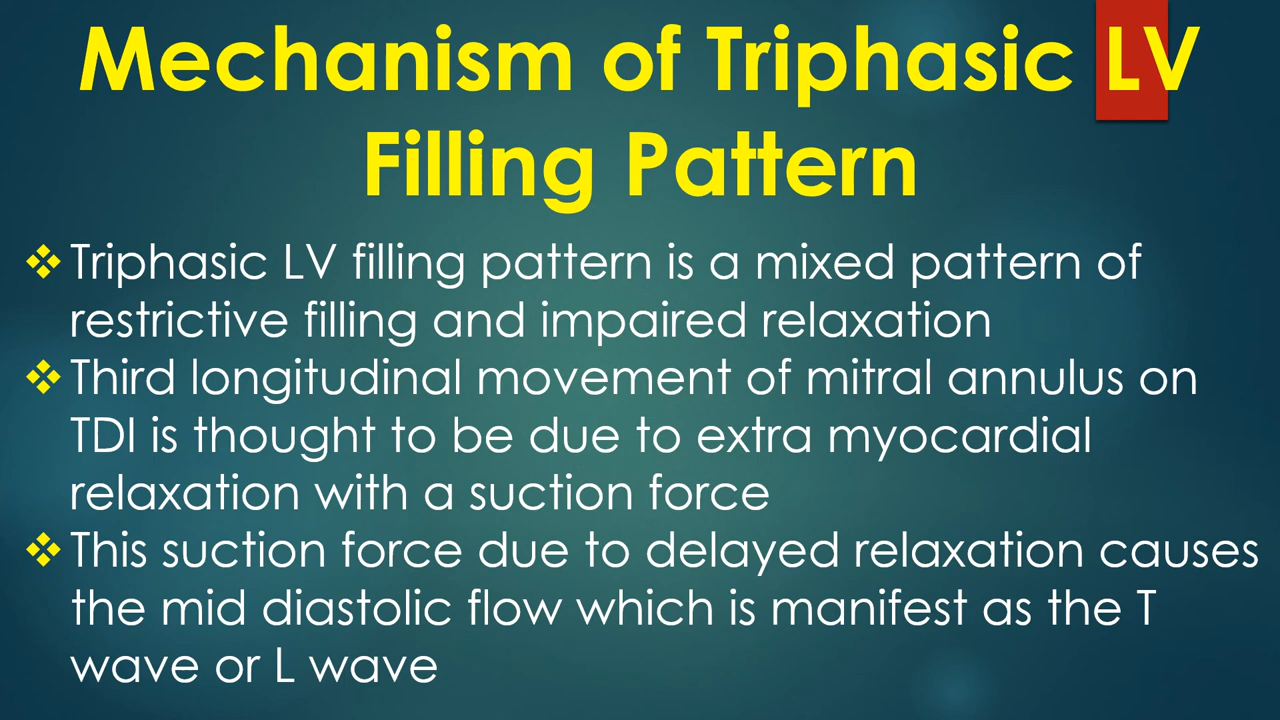 Mechanism of Triphasic LV
Filling Pattern
❖ Triphasic LV filling pattern is a mixed pattern of
restrictive filling and impaired relaxation
❖ Third longitudinal movement of mitral annulus on
TDI is thought to be due to extra myocardial
relaxation with a suction force
❖ This suction force due to delayed relaxation causes
the mid diastolic flow which is manifest as the T
wave or L wave